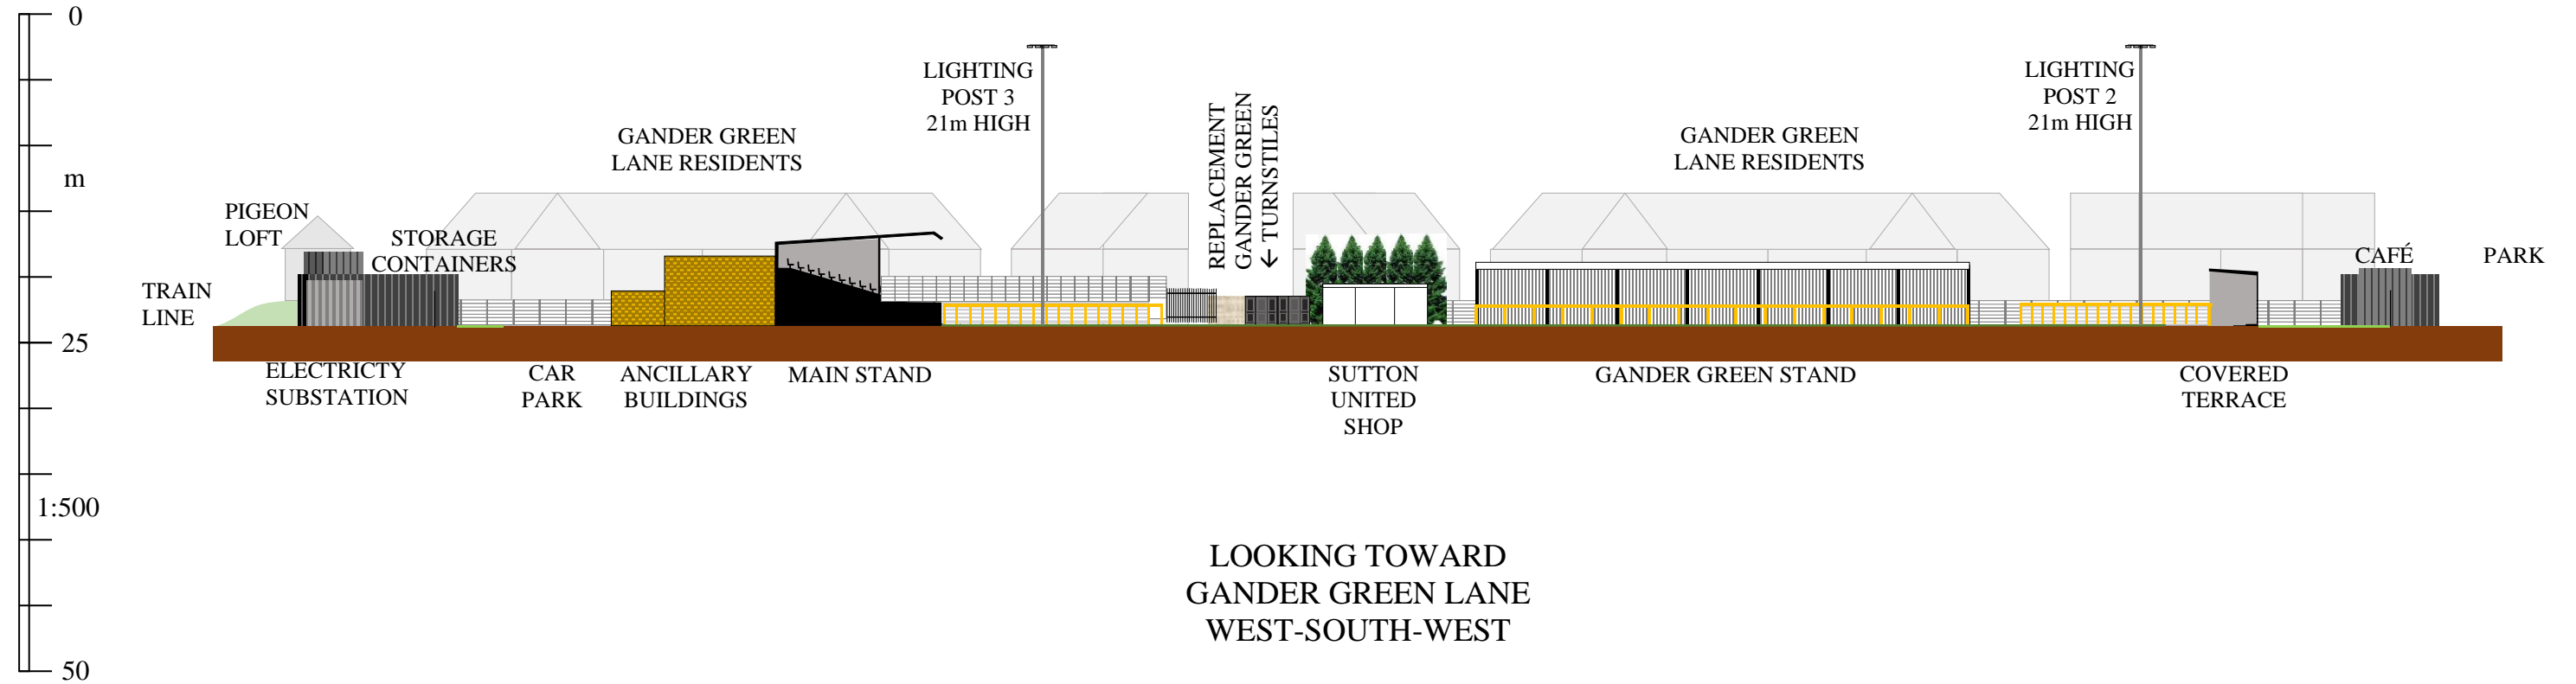 0
m
25
1:500
50
LIGHTING
POST 3
21m HIGH
LIGHTING
POST 2
21m HIGH
GANDER GREEN
LANE RESIDENTS
REPLACEMENT
GANDER GREEN
← TURNSTILES
GANDER GREEN
LANE RESIDENTS
PIGEON
LOFT
STORAGE
CONTAINERS
CAFÉ
PARK
TRAIN
LINE
ELECTRICTY
SUBSTATION
CAR
PARK
ANCILLARY
BUILDINGS
MAIN STAND
SUTTON
UNITED
SHOP
GANDER GREEN STAND
COVERED
TERRACE
LOOKING TOWARD
GANDER GREEN LANE
WEST-SOUTH-WEST